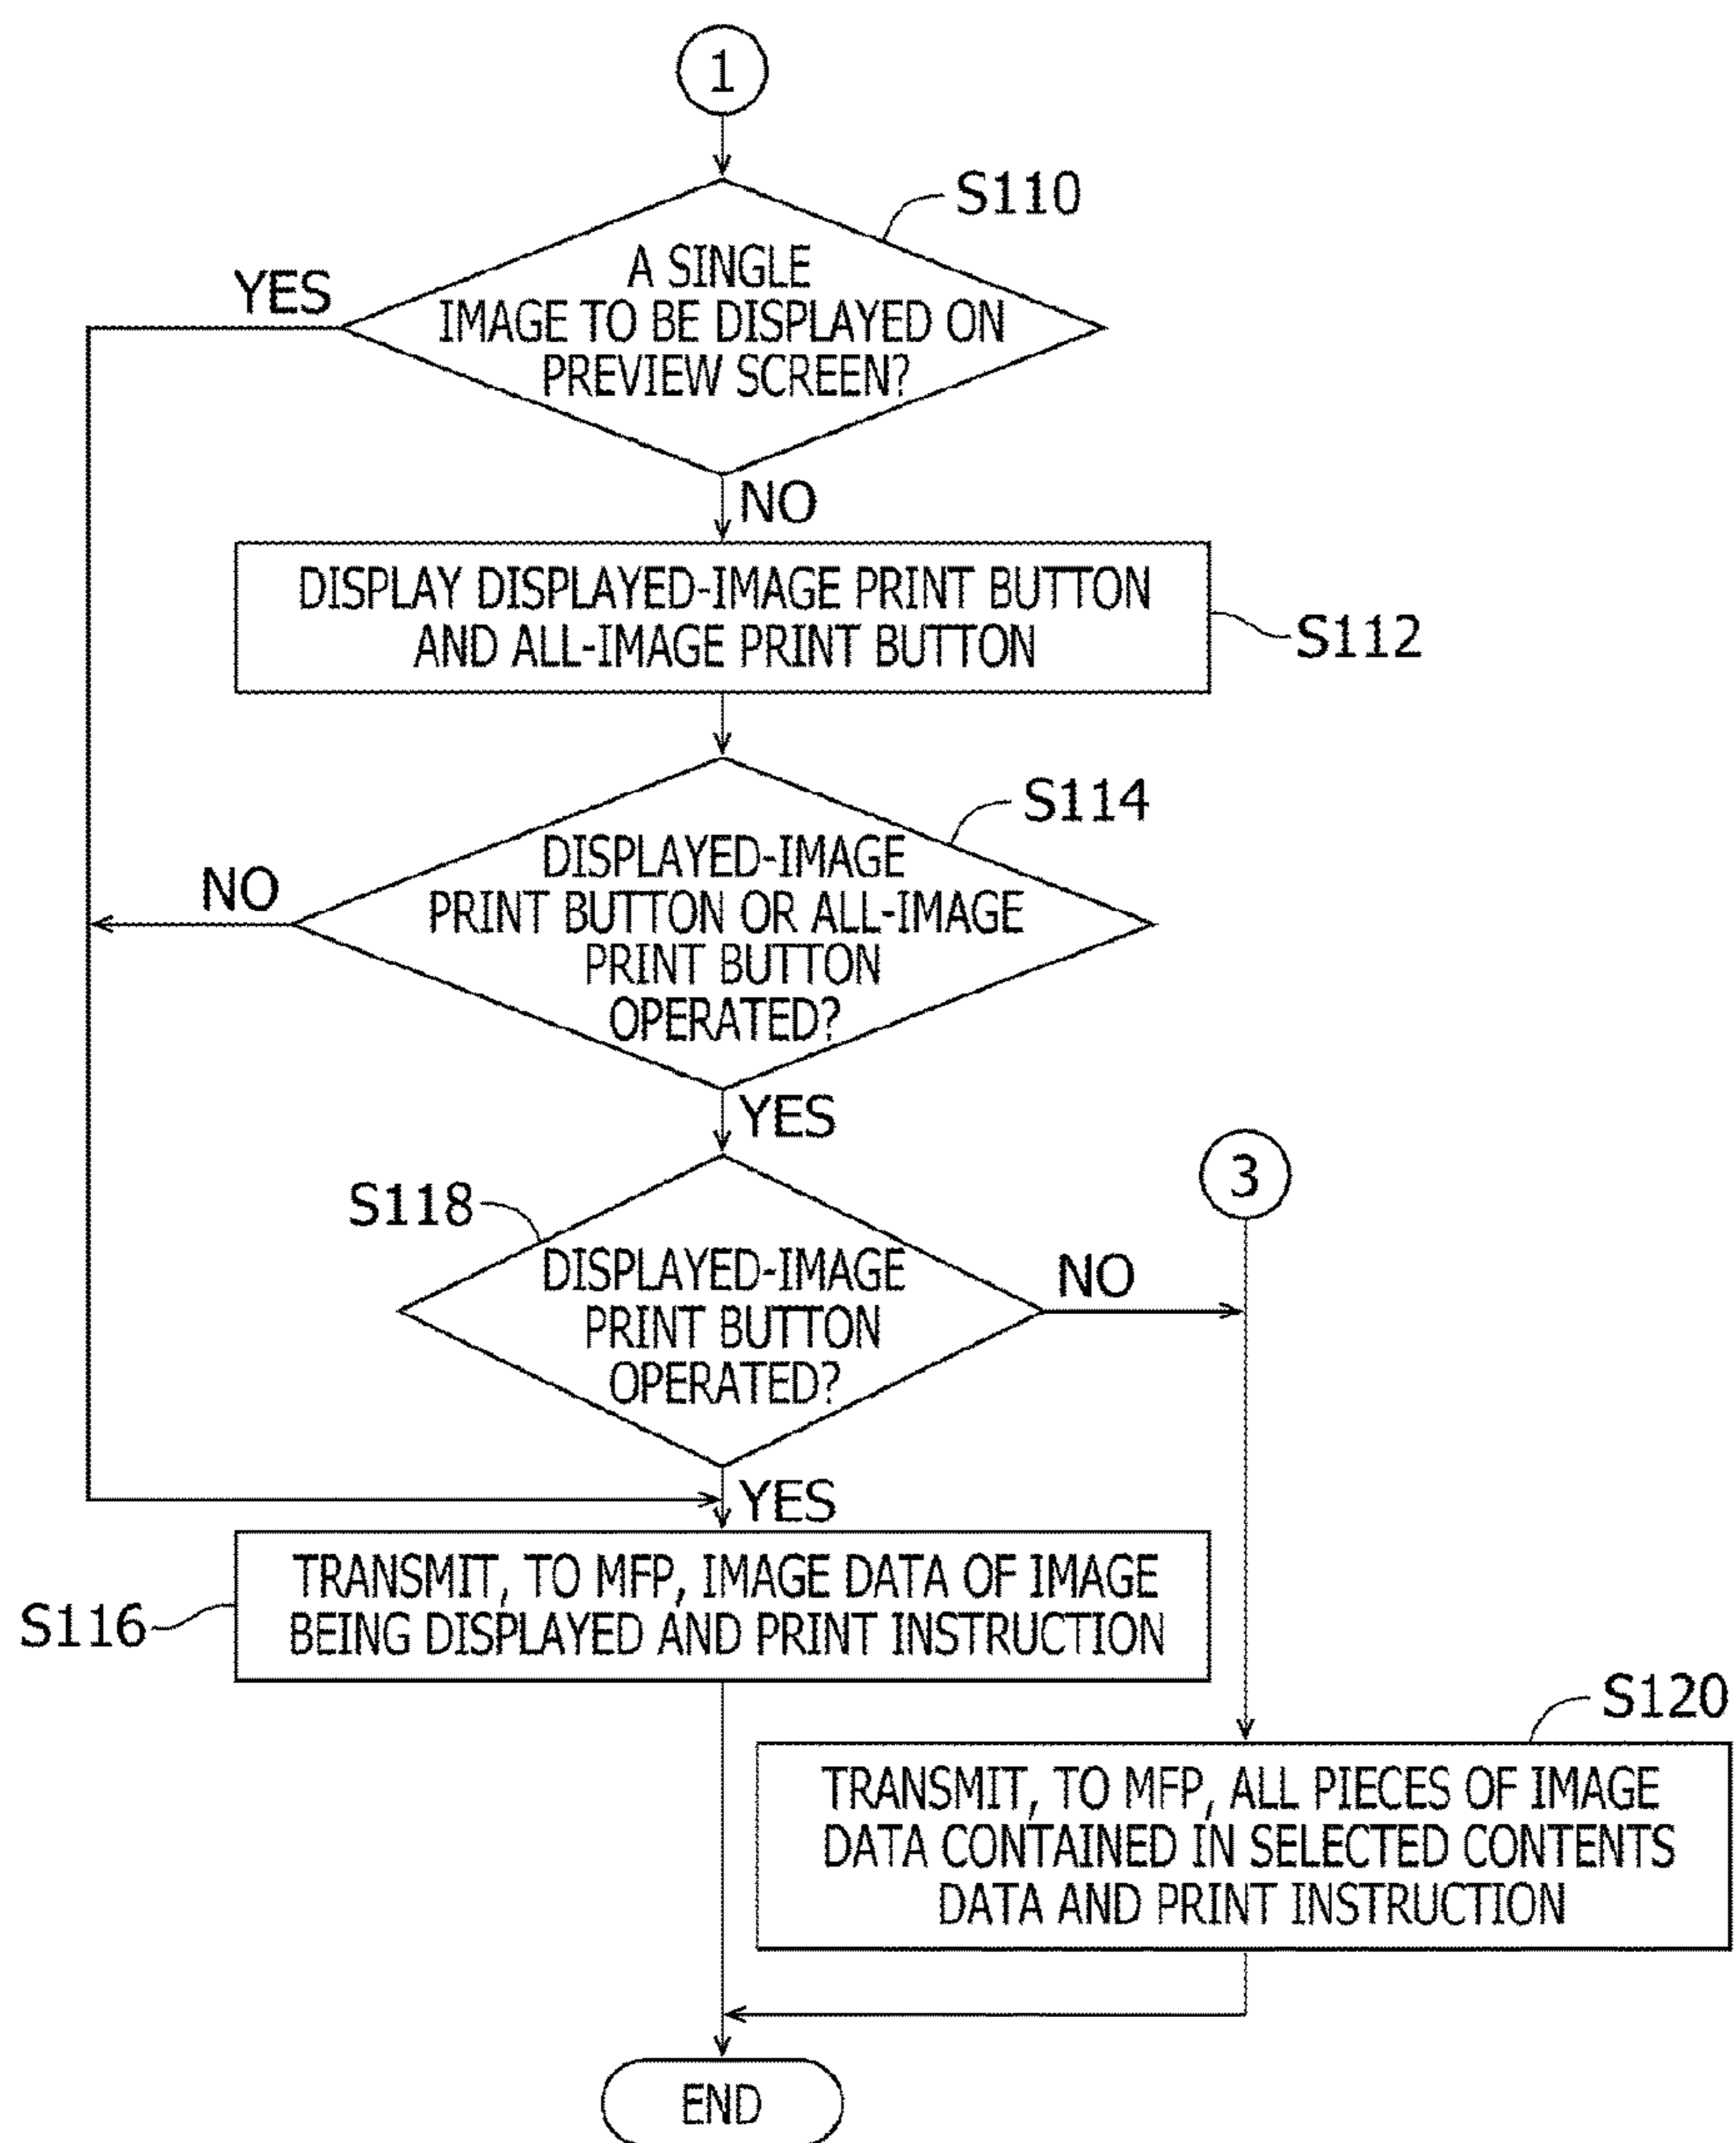 1
S110
A SINGLE
IMAGE TO BE DISPLAYED ON
PREVIEW SCREEN?
YES
NO
DISPLAY DISPLAYED-IMAGE PRINT BUTTON
AND ALL-IMAGE PRINT BUTTON
S112
S114
DISPLAYED-IMAGE
PRINT BUTTON OR ALL-IMAGE
PRINT BUTTON
OPERATED?
NO
YES
3
S118
DISPLAYED-IMAGE
PRINT BUTTON
OPERATED?
NO
YES
TRANSMIT, TO MFP, IMAGE DATA OF IMAGE
BEING DISPLAYED AND PRINT INSTRUCTION
S116
S120
TRANSMIT, TO MFP, ALL PIECES OF IMAGE
DATA CONTAINED IN SELECTED CONTENTS
DATA AND PRINT INSTRUCTION
END